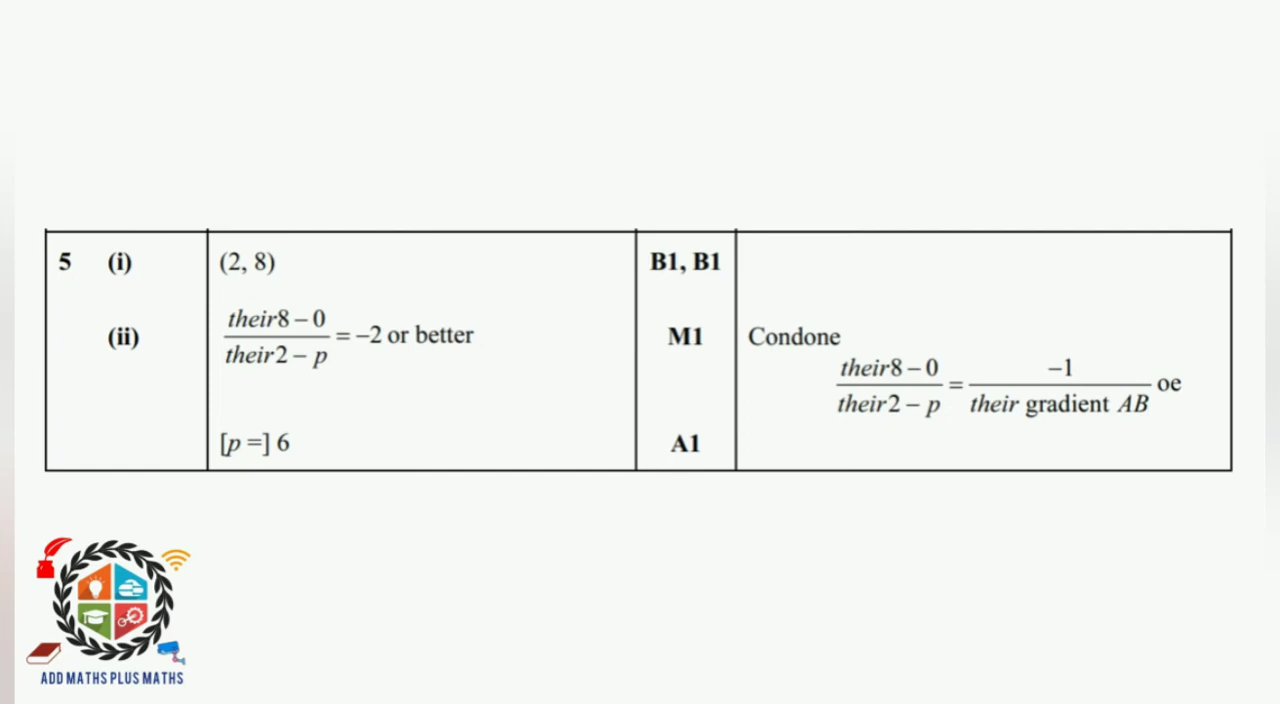 5 (i) (2, 8) B1, B1
(ii) their8 – 0 / their2 – p = –2 or better M1 Condone
their8 – 0 / their2 – p = –1 / their gradient AB oe
[p =] 6 A1
ADD MATHS PLUS MATHS